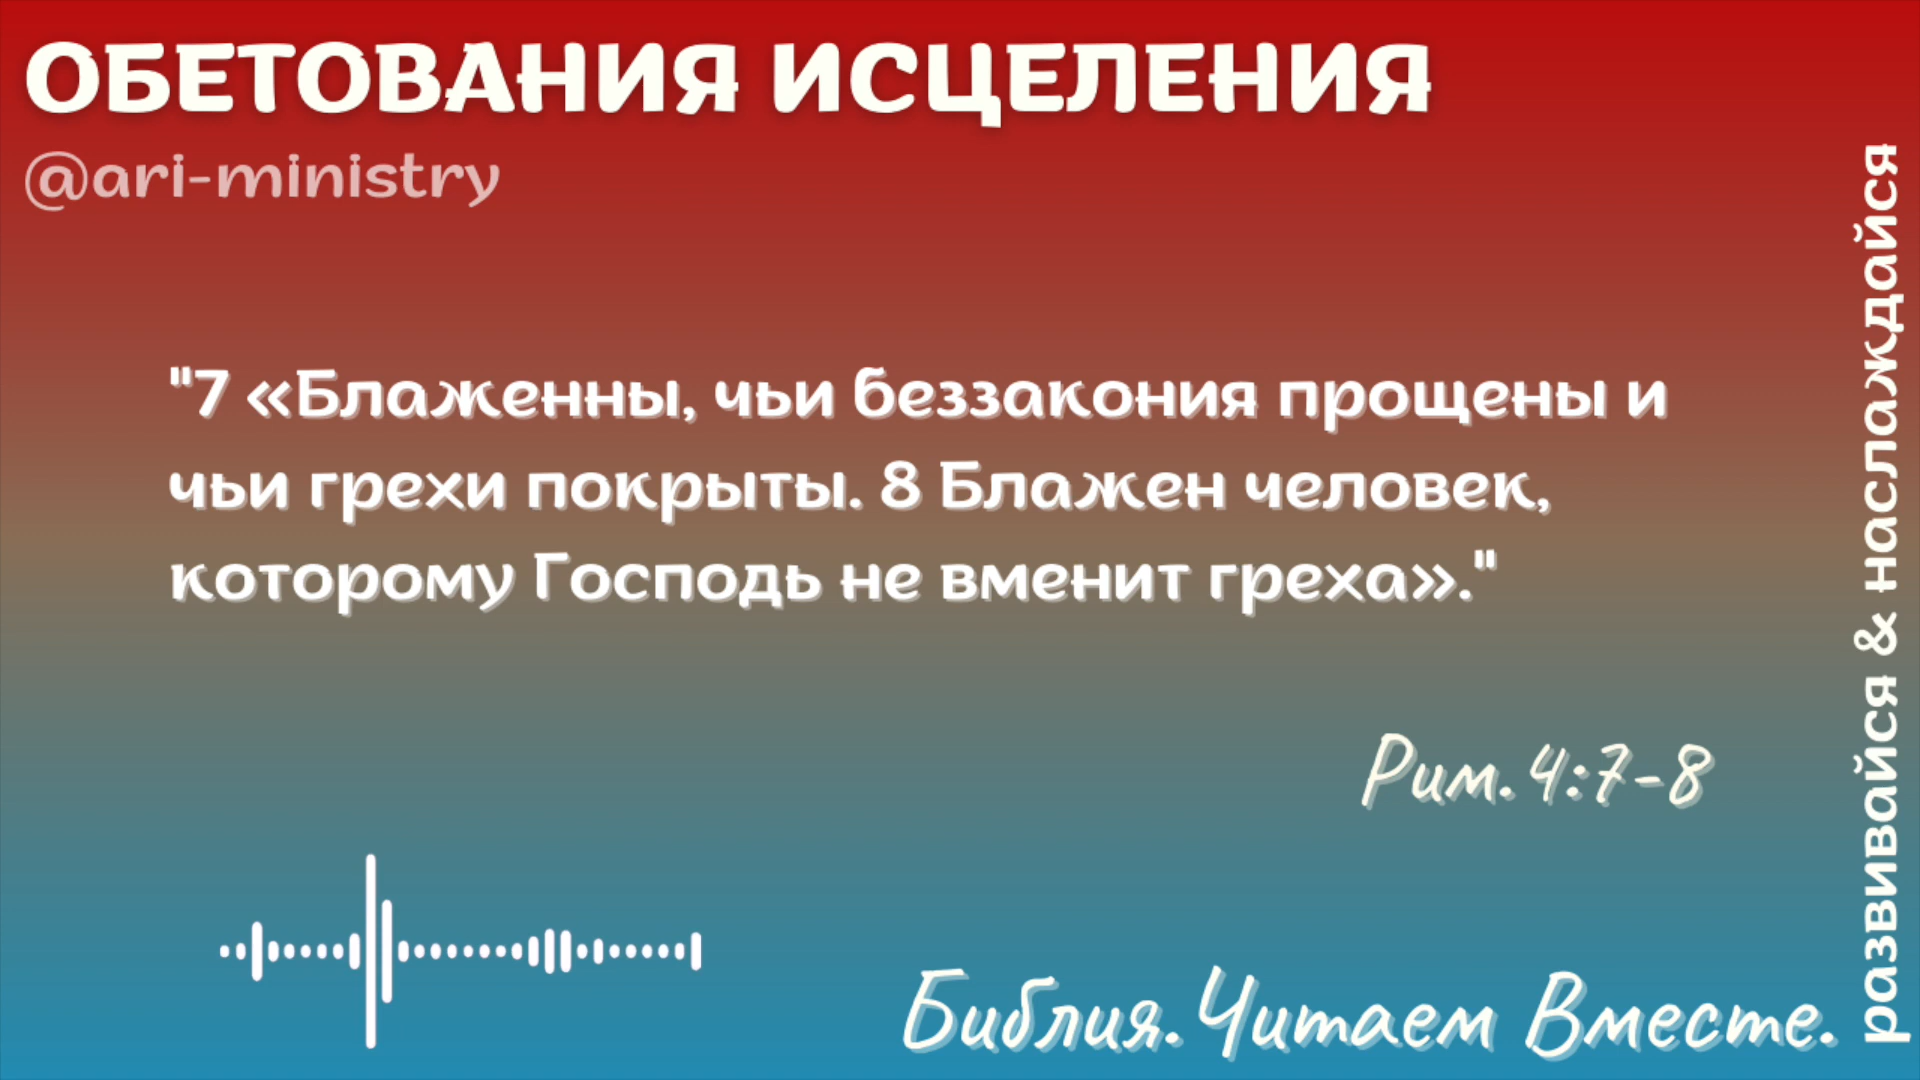 ОБЕТОВАНИЯ ИСЦЕЛЕНИЯ
@ari-ministry
"7 «Блаженны, чьи беззакония прощены и
чьи грехи покрыты. 8 Блажен человек,
которому Господь не вменит греха»."
Рим. 4:7-8
Библия. Читаем Вместе.
развивайся & наслаждайся